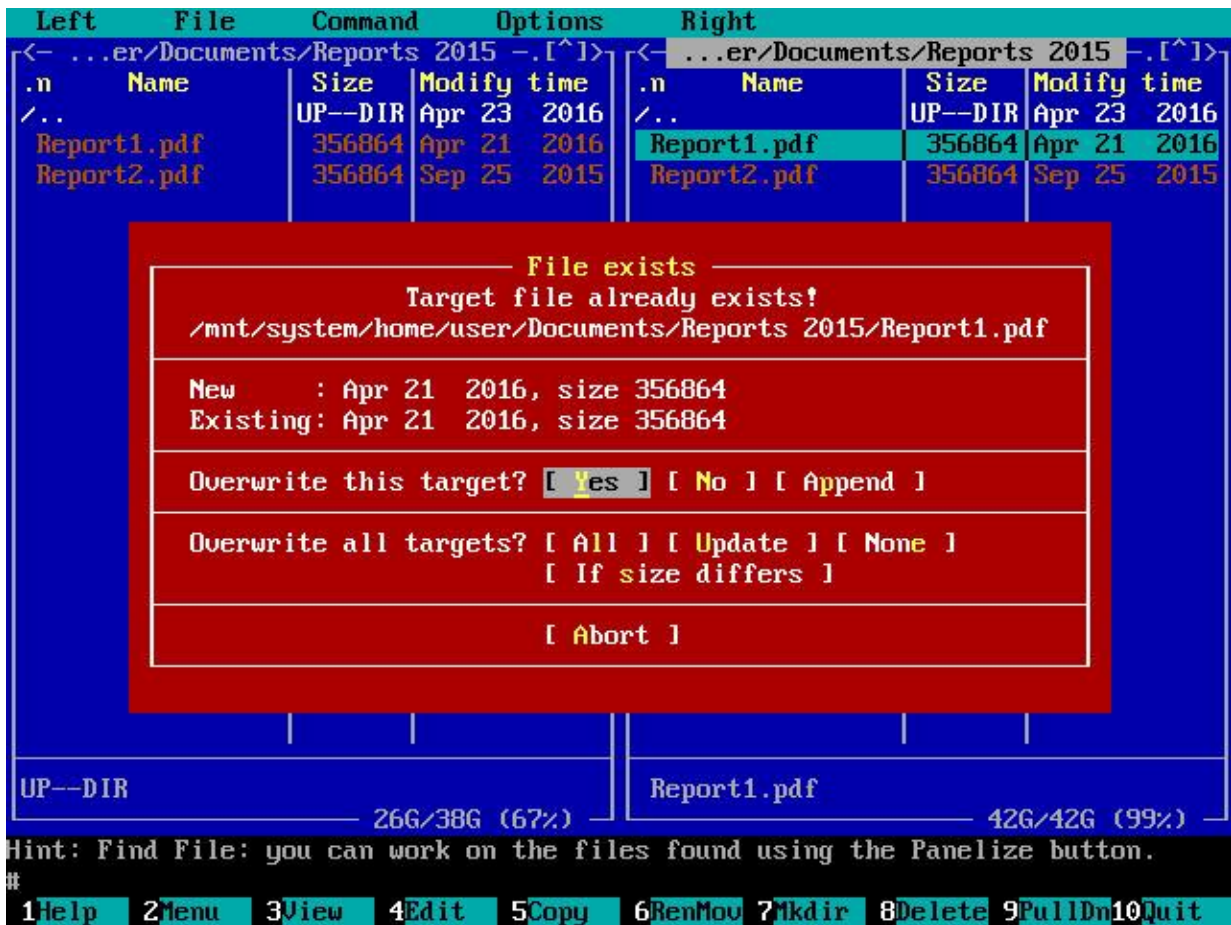 Left File Command Options Right
<— ...er/Documents/Reports 2015 —.[^]> <— ...er/Documents/Reports 2015 —.[^]>
.n Name Size Modify time .n Name Size Modify time
/.. UP--DIR Apr 23 2016 /.. UP--DIR Apr 23 2016
Report1.pdf 356864 Apr 21 2016 Report1.pdf 356864 Apr 21 2016
Report2.pdf 356864 Sep 25 2015 Report2.pdf 356864 Sep 25 2015
File exists
Target file already exists!
/mnt/system/home/user/Documents/Reports 2015/Report1.pdf
New : Apr 21 2016, size 356864
Existing: Apr 21 2016, size 356864
Overwrite this target? [ Yes ] [ No ] [ Append ]
Overwrite all targets? [ All ] [ Update ] [ None ]
[ If size differs ]
[ Abort ]
UP--DIR Report1.pdf
26G/38G (67%) 42G/42G (99%)
Hint: Find File: you can work on the files found using the Panelize button.
#
1Help 2Menu 3View 4Edit 5Copy 6RenMov 7Mkdir 8Delete 9PullDn 10Quit